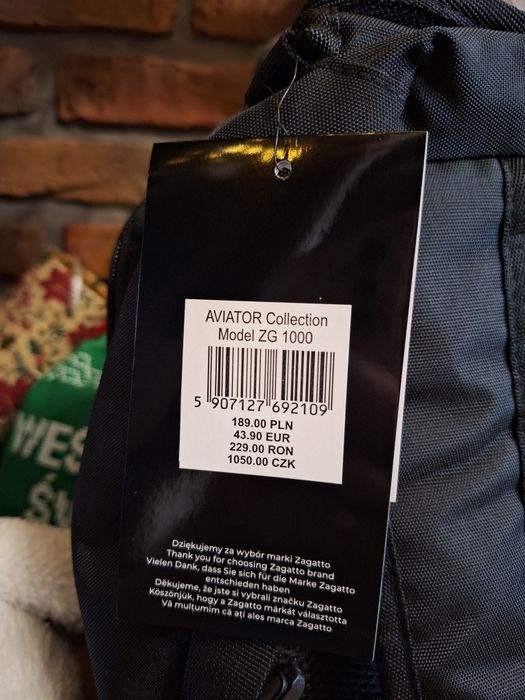 AVIATOR Collection
Model ZG 1000
5 907127 692109
189.00 PLN
43.90 EUR
229.00 RON
1050.00 CZK
Dziękujemy za wybór marki Zagatto
Thank you for choosing Zagatto brand
Vielen Dank, dass Sie sich für die Marke Zagatto
entschieden haben
Děkujeme, že jste si vybrali značku Zagatto
Köszönjük, hogy a Zagatto márkát választotta
Vă mulțumim că ați ales marca Zagatto
WES